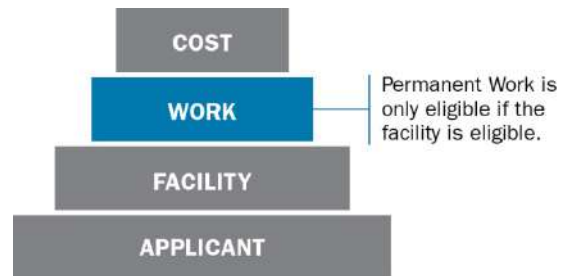 COST
WORK
Permanent Work is
only eligible if the
facility is eligible.
FACILITY
APPLICANT